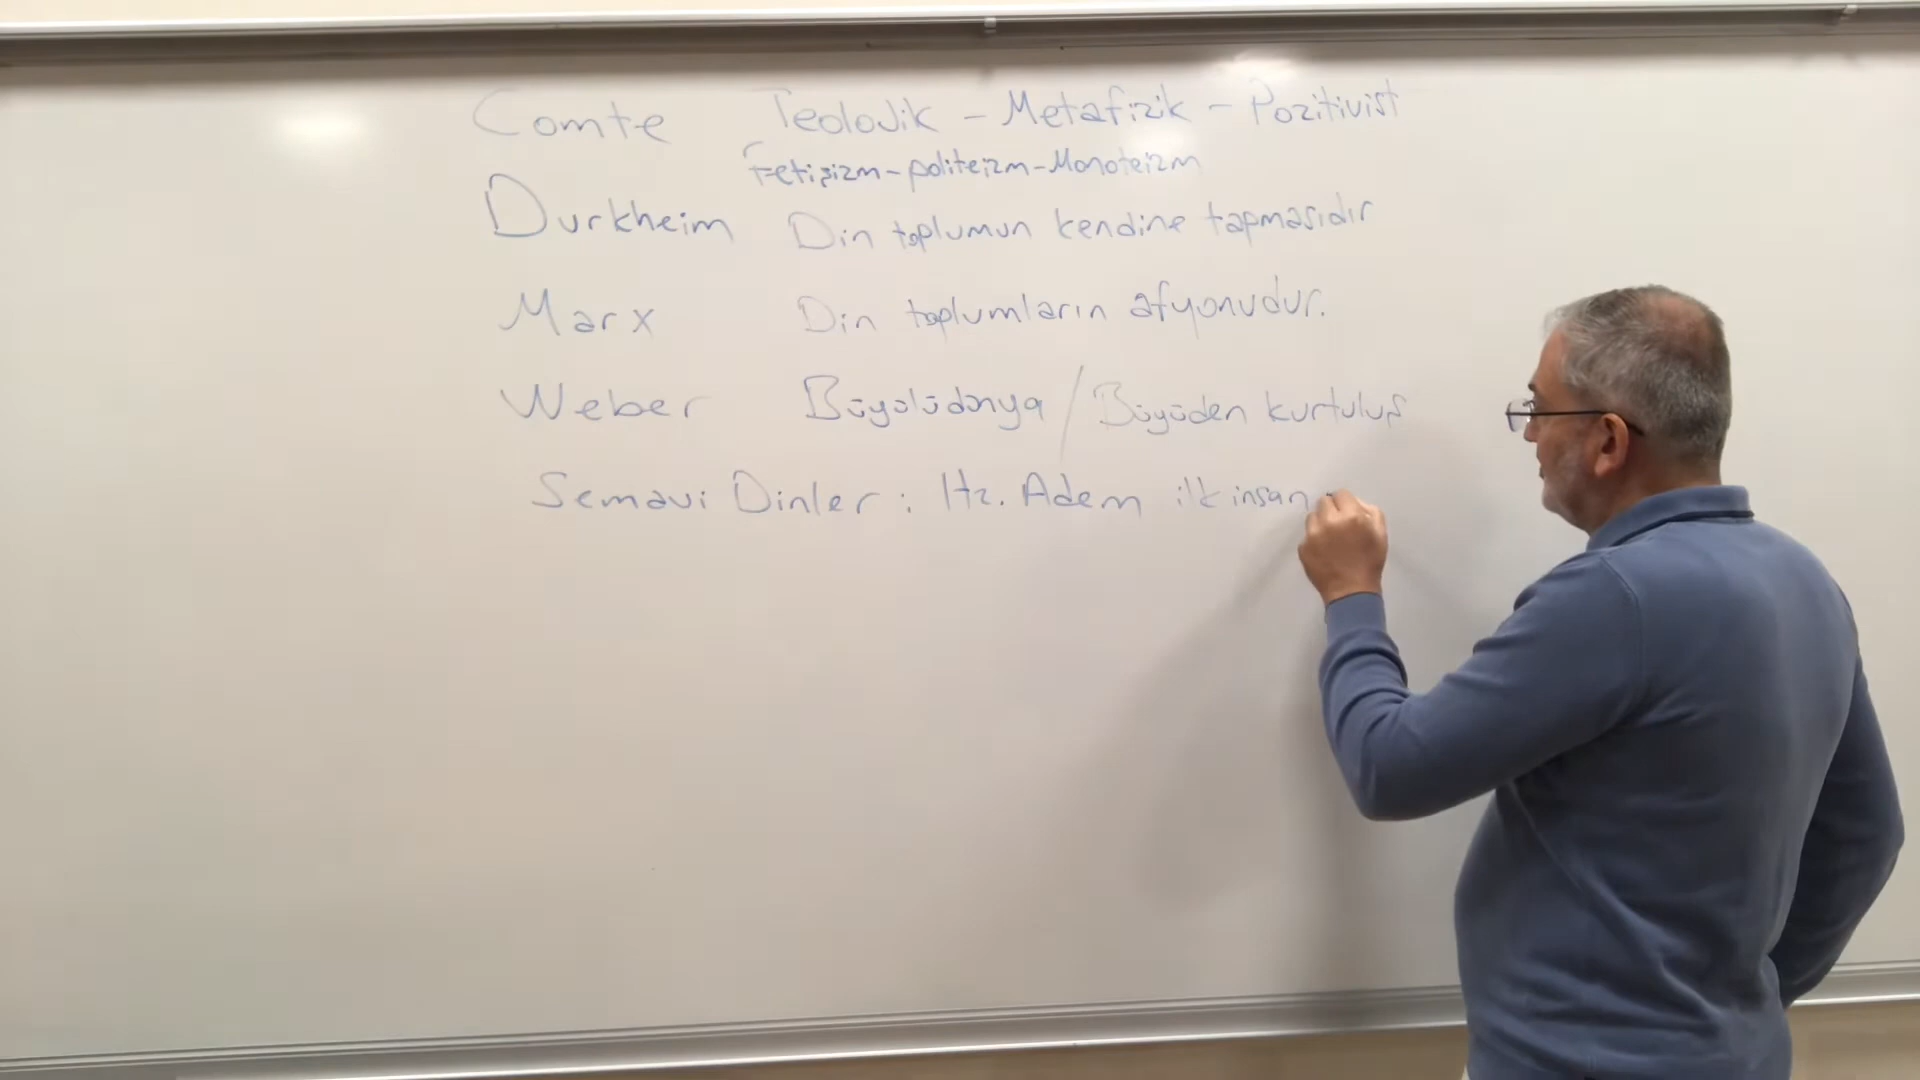 Comte Teolojik - Metafizik - Pozitivist
Fetişizm - politeizm - Monoteizm
Durkheim Din toplumun kendine tapmasıdır
Marx Din toplumların afyonudur.
Weber Büyülü dünya / Büyüden kurtuluş
Semavi Dinler : Hz. Adem ilk insan